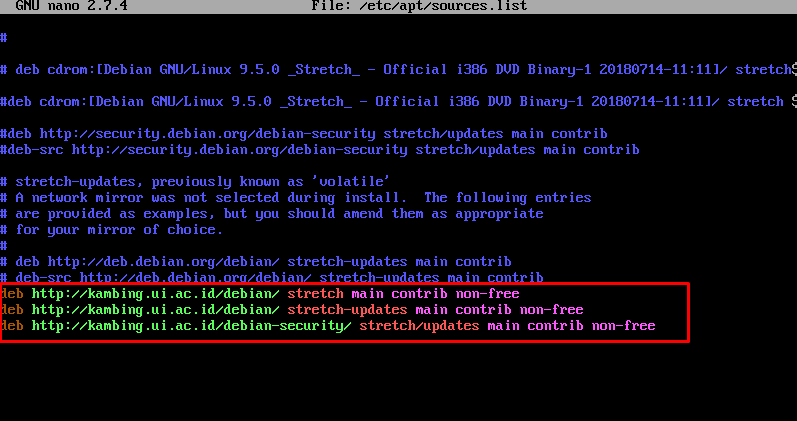 GNU nano 2.7.4 File: /etc/apt/sources.list
#
# deb cdrom:[Debian GNU/Linux 9.5.0 _Stretch_ - Official i386 DVD Binary-1 20180714-11:11]/ stretch$
#deb cdrom:[Debian GNU/Linux 9.5.0 _Stretch_ - Official i386 DVD Binary-1 20180714-11:11]/ stretch $
#deb http://security.debian.org/debian-security stretch/updates main contrib
#deb-src http://security.debian.org/debian-security stretch/updates main contrib
# stretch-updates, previously known as 'volatile'
# A network mirror was not selected during install.  The following entries
# are provided as examples, but you should amend them as appropriate
# for your mirror of choice.
#
# deb http://deb.debian.org/debian/ stretch-updates main contrib
# deb-src http://deb.debian.org/debian/ stretch-updates main contrib
deb http://kambing.ui.ac.id/debian/ stretch main contrib non-free
deb http://kambing.ui.ac.id/debian/ stretch-updates main contrib non-free
deb http://kambing.ui.ac.id/debian-security/ stretch/updates main contrib non-free